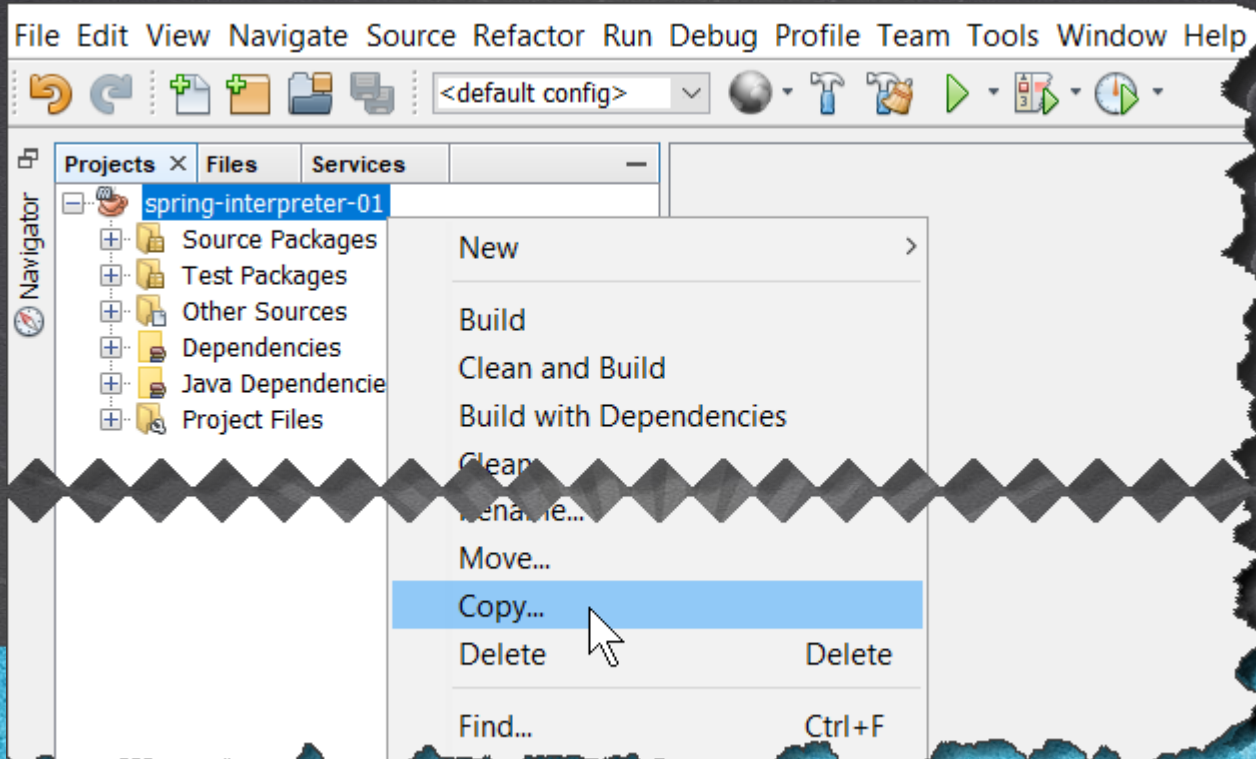 File Edit View Navigate Source Refactor Run Debug Profile Team Tools Window Help
<default config>
Projects Files Services
Navigator
spring-interpreter-01
Source Packages
Test Packages
Other Sources
Dependencies
Java Dependencie
Project Files
New
Build
Clean and Build
Build with Dependencies
Clean
Rename...
Move...
Copy...
Delete Delete
Find... Ctrl+F